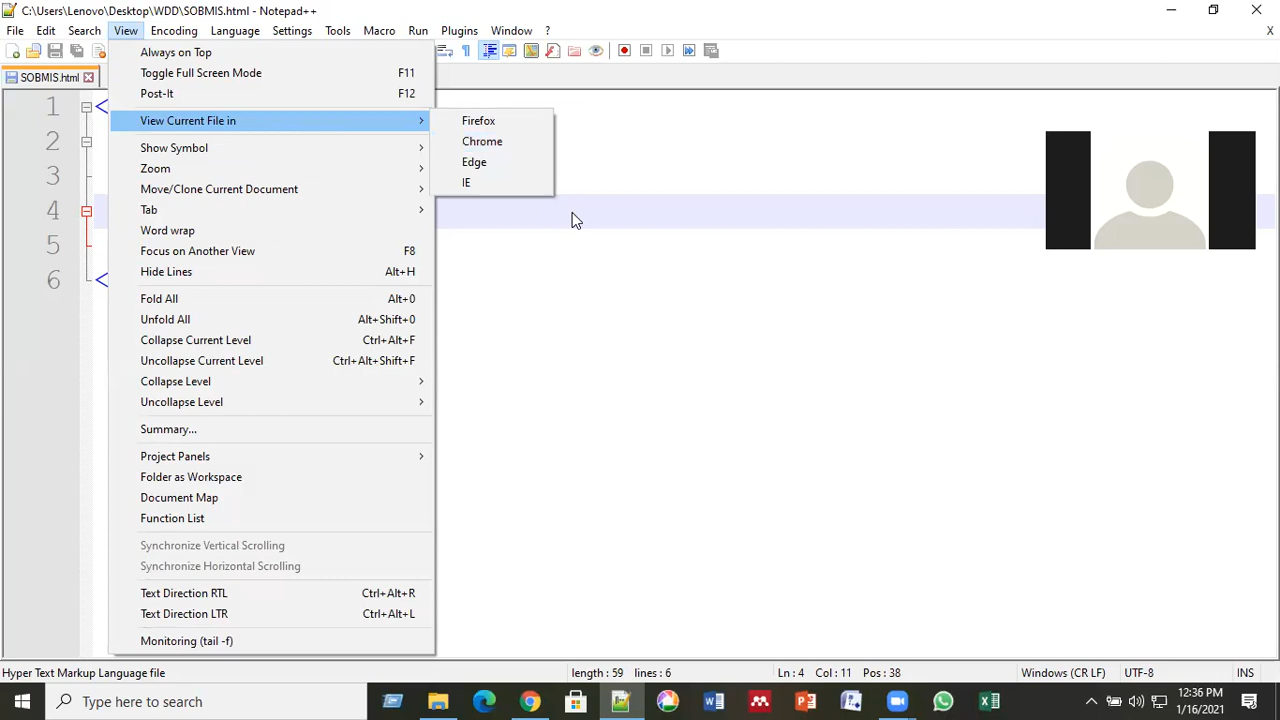 C:\Users\Lenovo\Desktop\WDD\SOBMIS.html - Notepad++
File Edit Search View Encoding Language Settings Tools Macro Run Plugins Window ? X
SOBMIS.html
Always on Top
Toggle Full Screen Mode F11
Post-It F12
View Current File in
Firefox
Chrome
Edge
IE
Show Symbol
Zoom
Move/Clone Current Document
Tab
Word wrap
Focus on Another View F8
Hide Lines Alt+H
Fold All Alt+0
Unfold All Alt+Shift+0
Collapse Current Level Ctrl+Alt+F
Uncollapse Current Level Ctrl+Alt+Shift+F
Collapse Level
Uncollapse Level
Summary...
Project Panels
Folder as Workspace
Document Map
Function List
Synchronize Vertical Scrolling
Synchronize Horizontal Scrolling
Text Direction RTL Ctrl+Alt+R
Text Direction LTR Ctrl+Alt+L
Monitoring (tail -f)
1 <
2
3
4
5
6 <
Hyper Text Markup Language file length : 59 lines : 6 Ln : 4 Col : 11 Pos : 38 Windows (CR LF) UTF-8 INS
Type here to search
12:36 PM
1/16/2021